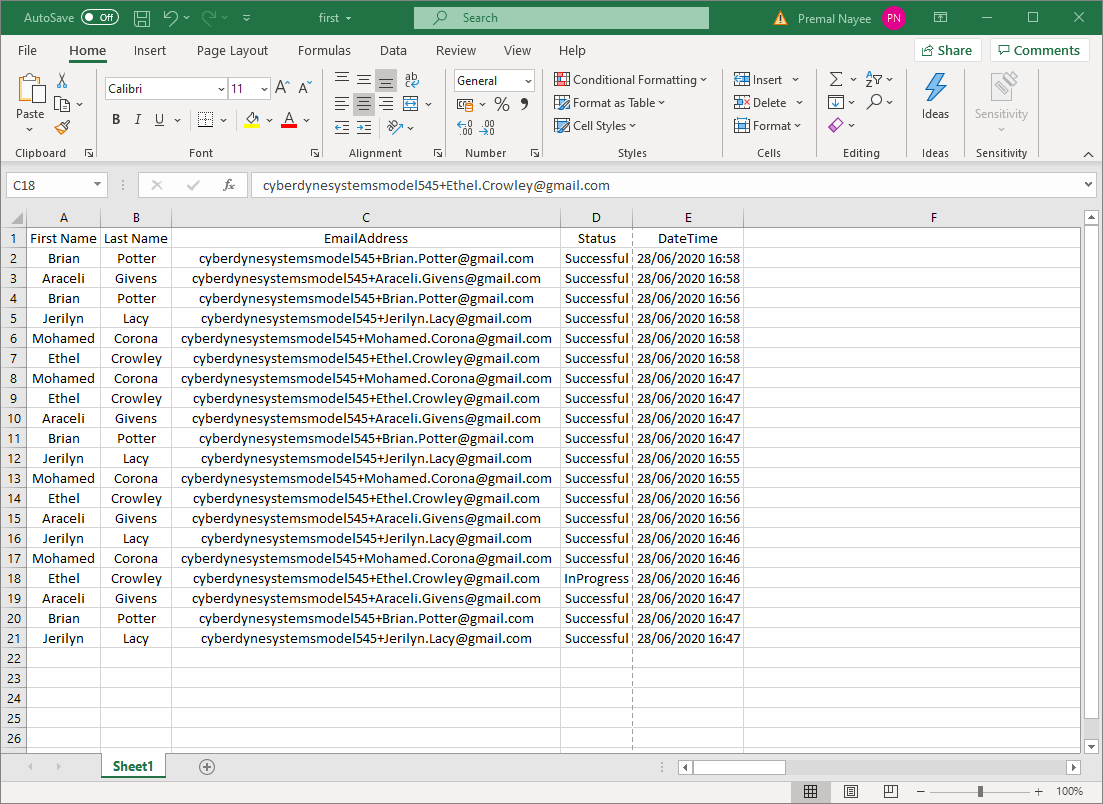 AutoSave Off first Search Premal Nayee PN
File Home Insert Page Layout Formulas Data Review View Help Share Comments
Paste Calibri 11 A A ab General % Conditional Formatting Format as Table Cell Styles Insert Delete Format Ideas Sensitivity
B I U A
Clipboard Font Alignment Number Styles Cells Editing Ideas Sensitivity
C18 fx cyberdynesystemsmodel545+Ethel.Crowley@gmail.com
A B C D E F
1 First Name Last Name EmailAddress Status DateTime
2 Brian Potter cyberdynesystemsmodel545+Brian.Potter@gmail.com Successful 28/06/2020 16:58
3 Araceli Givens cyberdynesystemsmodel545+Araceli.Givens@gmail.com Successful 28/06/2020 16:58
4 Brian Potter cyberdynesystemsmodel545+Brian.Potter@gmail.com Successful 28/06/2020 16:56
5 Jerilyn Lacy cyberdynesystemsmodel545+Jerilyn.Lacy@gmail.com Successful 28/06/2020 16:58
6 Mohamed Corona cyberdynesystemsmodel545+Mohamed.Corona@gmail.com Successful 28/06/2020 16:58
7 Ethel Crowley cyberdynesystemsmodel545+Ethel.Crowley@gmail.com Successful 28/06/2020 16:58
8 Mohamed Corona cyberdynesystemsmodel545+Mohamed.Corona@gmail.com Successful 28/06/2020 16:47
9 Ethel Crowley cyberdynesystemsmodel545+Ethel.Crowley@gmail.com Successful 28/06/2020 16:47
10 Araceli Givens cyberdynesystemsmodel545+Araceli.Givens@gmail.com Successful 28/06/2020 16:47
11 Brian Potter cyberdynesystemsmodel545+Brian.Potter@gmail.com Successful 28/06/2020 16:47
12 Jerilyn Lacy cyberdynesystemsmodel545+Jerilyn.Lacy@gmail.com Successful 28/06/2020 16:55
13 Mohamed Corona cyberdynesystemsmodel545+Mohamed.Corona@gmail.com Successful 28/06/2020 16:55
14 Ethel Crowley cyberdynesystemsmodel545+Ethel.Crowley@gmail.com Successful 28/06/2020 16:56
15 Araceli Givens cyberdynesystemsmodel545+Araceli.Givens@gmail.com Successful 28/06/2020 16:56
16 Jerilyn Lacy cyberdynesystemsmodel545+Jerilyn.Lacy@gmail.com Successful 28/06/2020 16:46
17 Mohamed Corona cyberdynesystemsmodel545+Mohamed.Corona@gmail.com Successful 28/06/2020 16:46
18 Ethel Crowley cyberdynesystemsmodel545+Ethel.Crowley@gmail.com InProgress 28/06/2020 16:46
19 Araceli Givens cyberdynesystemsmodel545+Araceli.Givens@gmail.com Successful 28/06/2020 16:47
20 Brian Potter cyberdynesystemsmodel545+Brian.Potter@gmail.com Successful 28/06/2020 16:47
21 Jerilyn Lacy cyberdynesystemsmodel545+Jerilyn.Lacy@gmail.com Successful 28/06/2020 16:47
22
23
24
25
26
Sheet1
100%